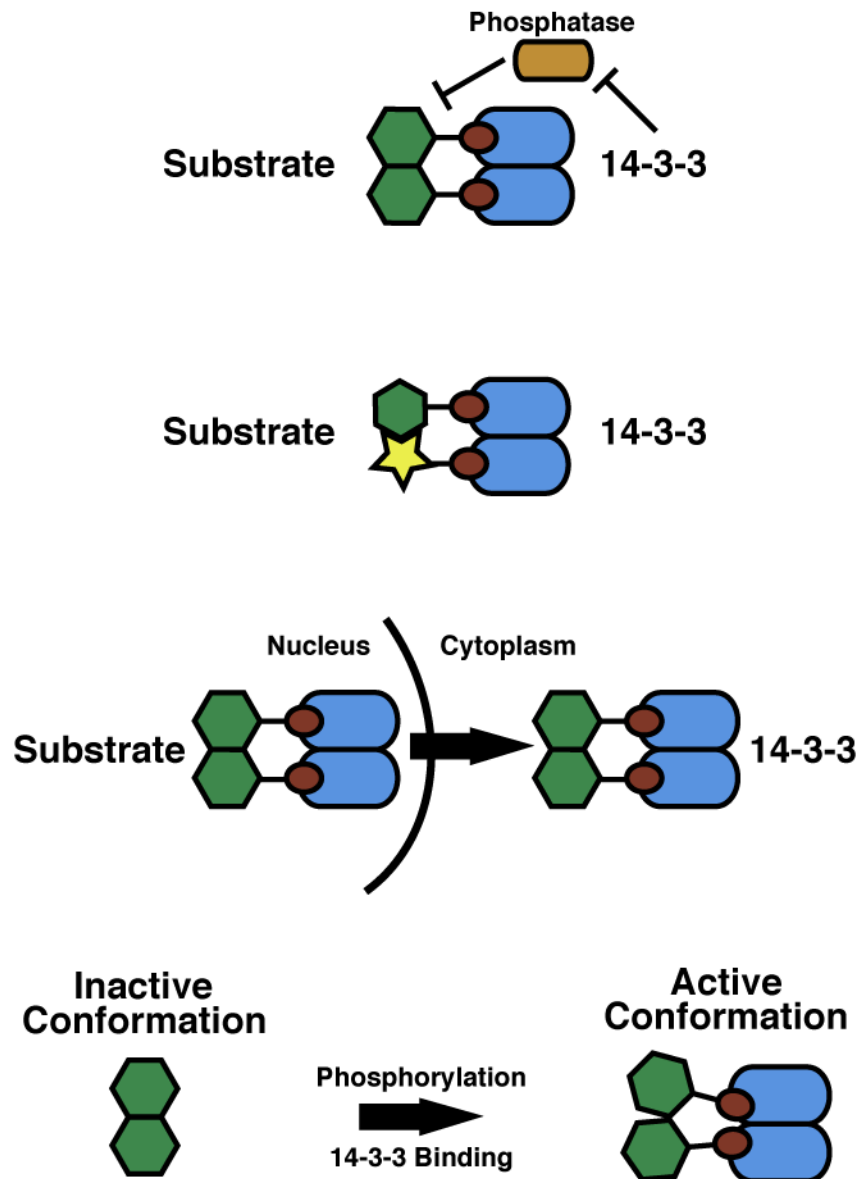 Phosphatase
Substrate
14-3-3
Substrate
14-3-3
Nucleus
Cytoplasm
Substrate
14-3-3
Inactive
Conformation
Active
Conformation
Phosphorylation
14-3-3 Binding